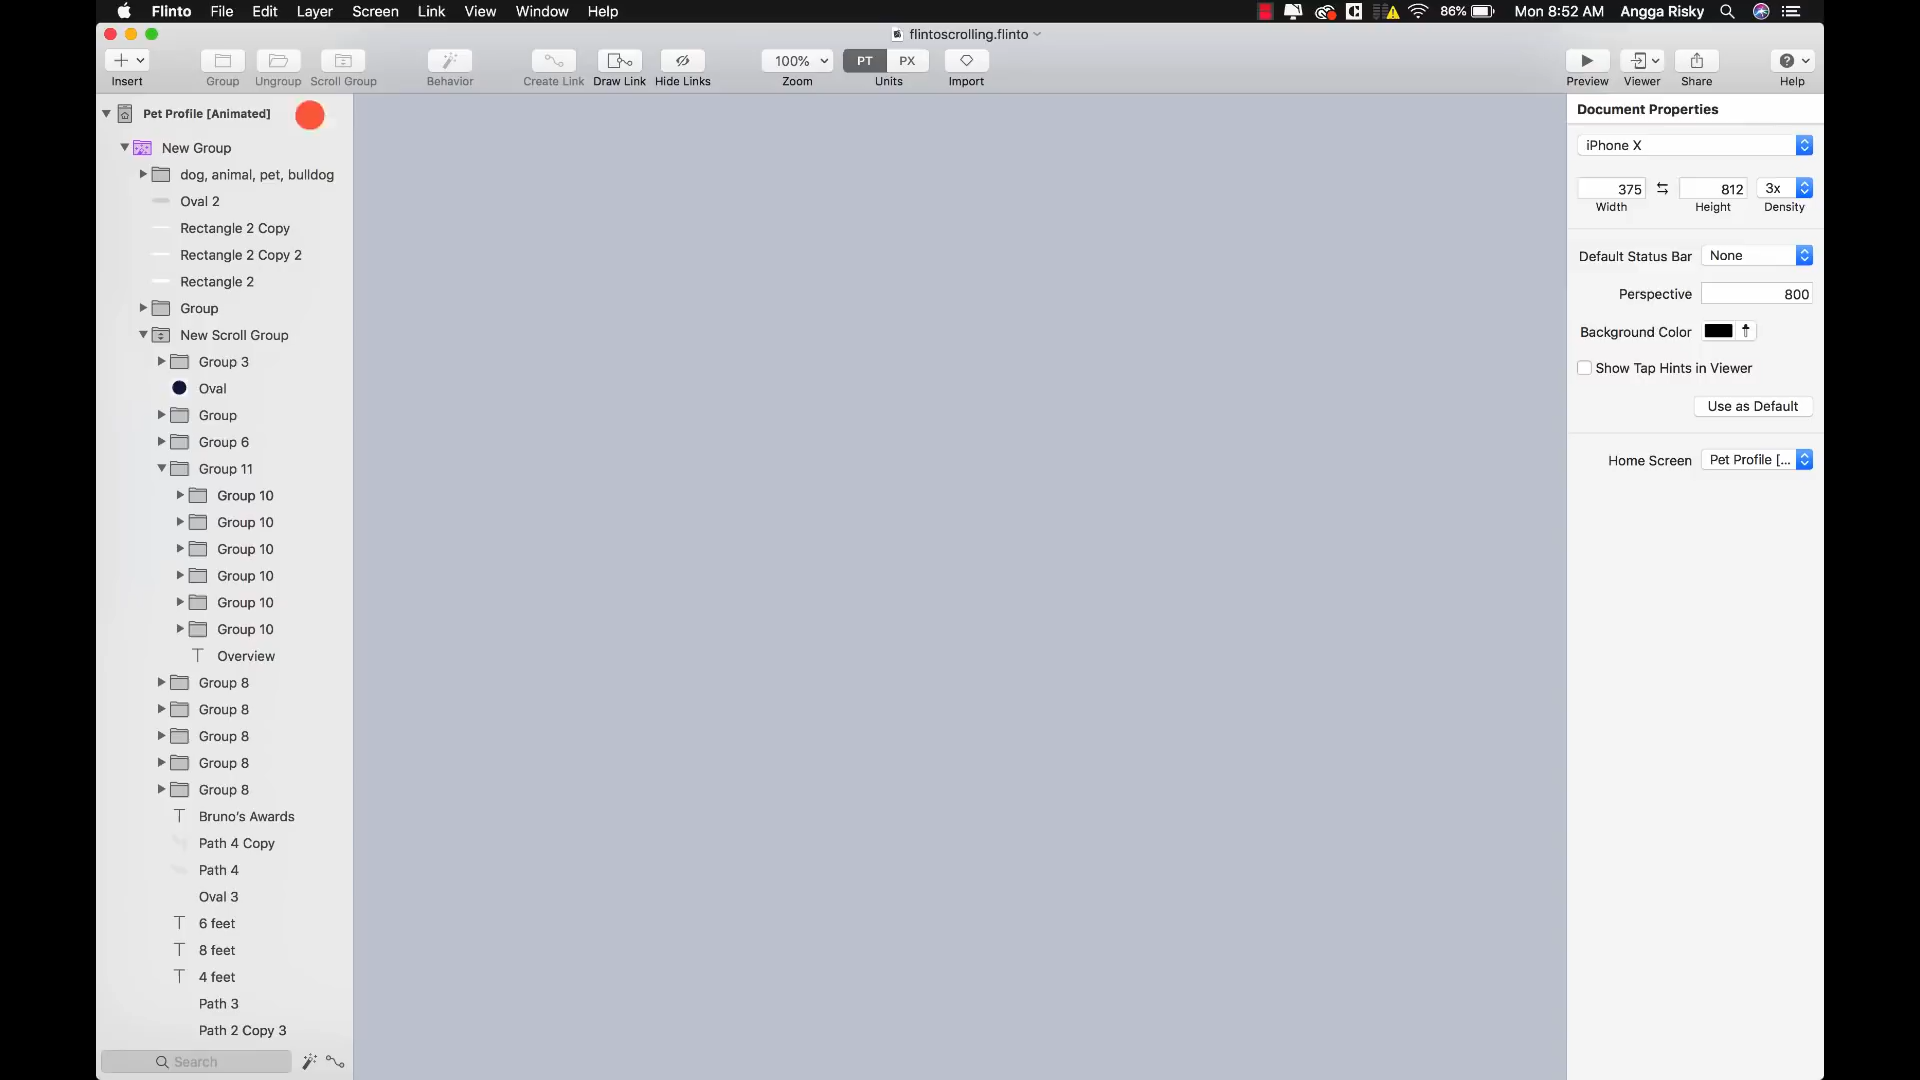 Flinto File Edit Layer Screen Link View Window Help 86% Mon 8:52 AM Angga Risky
flintoscrolling.flinto
100% PT PX
Insert Group Ungroup Scroll Group Behavior Create Link Draw Link Hide Links Zoom Units Import Preview Viewer Share Help
Pet Profile [Animated]
New Group
dog, animal, pet, bulldog
Oval 2
Rectangle 2 Copy
Rectangle 2 Copy 2
Rectangle 2
Group
New Scroll Group
Group 3
Oval
Group
Group 6
Group 11
Group 10
Group 10
Group 10
Group 10
Group 10
Group 10
Overview
Group 8
Group 8
Group 8
Group 8
Group 8
Bruno's Awards
Path 4 Copy
Path 4
Oval 3
6 feet
8 feet
4 feet
Path 3
Path 2 Copy 3
Search
Document Properties
iPhone X
375 812 3x
Width Height Density
Default Status Bar None
Perspective 800
Background Color
Show Tap Hints in Viewer
Use as Default
Home Screen Pet Profile [...